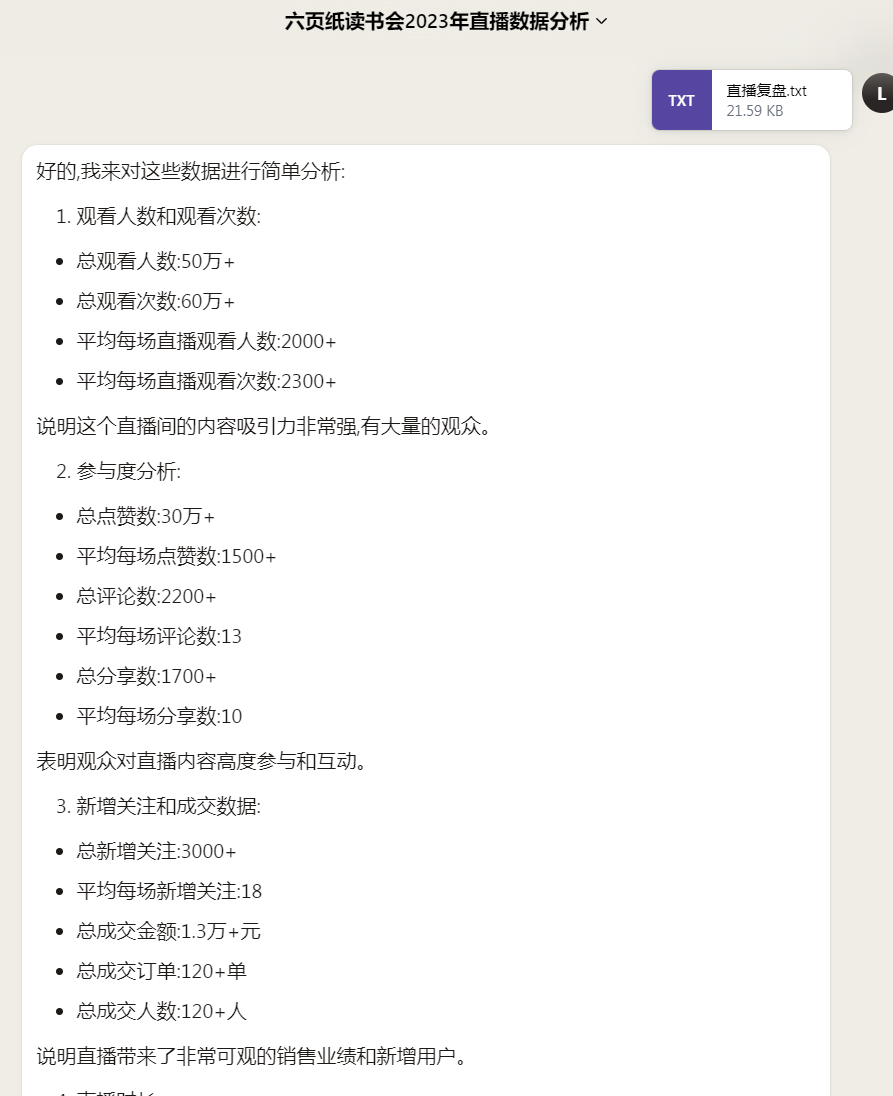 六页纸读书会2023年直播数据分析
TXT
直播复盘.txt
21.59 KB
L
好的,我来对这些数据进行简单分析:
1. 观看人数和观看次数:
• 总观看人数:50万+
• 总观看次数:60万+
• 平均每场直播观看人数:2000+
• 平均每场直播观看次数:2300+
说明这个直播间的内容吸引力非常强,有大量的观众。
2. 参与度分析:
• 总点赞数:30万+
• 平均每场点赞数:1500+
• 总评论数:2200+
• 平均每场评论数:13
• 总分享数:1700+
• 平均每场分享数:10
表明观众对直播内容高度参与和互动。
3. 新增关注和成交数据:
• 总新增关注:3000+
• 平均每场新增关注:18
• 总成交金额:1.3万+元
• 总成交订单:120+单
• 总成交人数:120+人
说明直播带来了非常可观的销售业绩和新增用户。